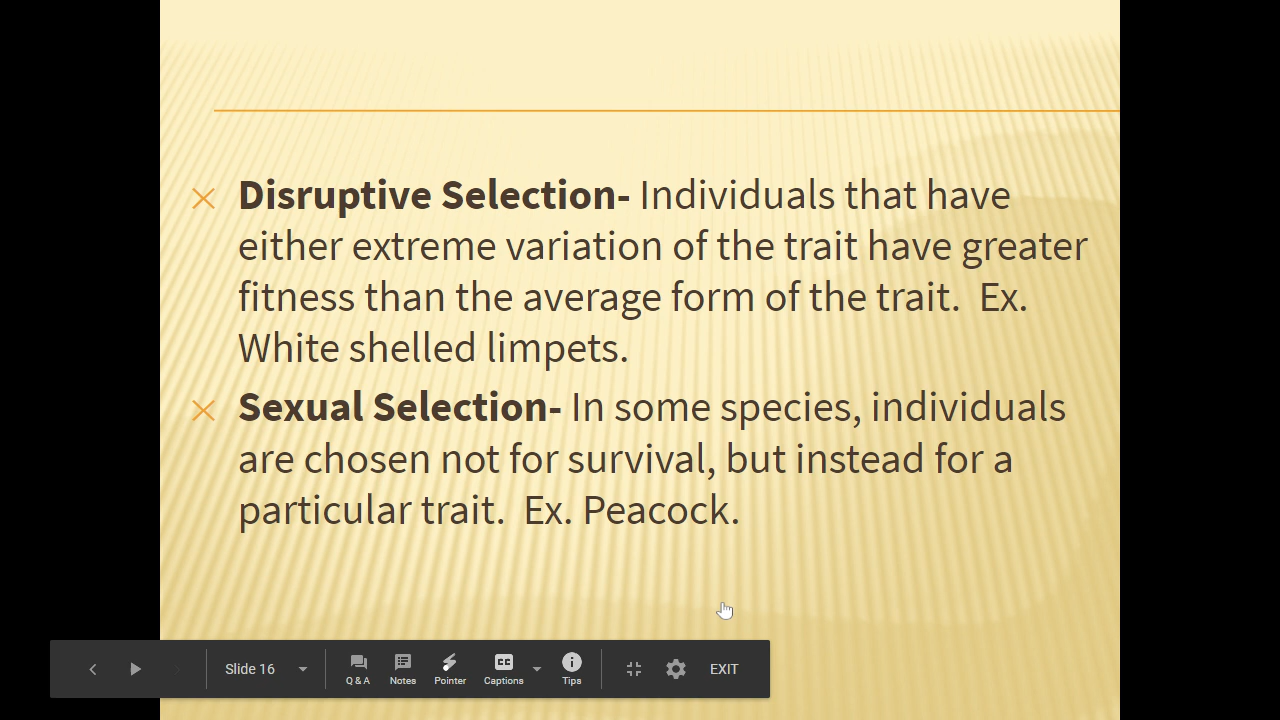 Disruptive Selection- Individuals that have
either extreme variation of the trait have greater
fitness than the average form of the trait.  Ex.
White shelled limpets.
Sexual Selection- In some species, individuals
are chosen not for survival, but instead for a
particular trait.  Ex. Peacock.
Slide 16 Q & A Notes Pointer Captions Tips EXIT